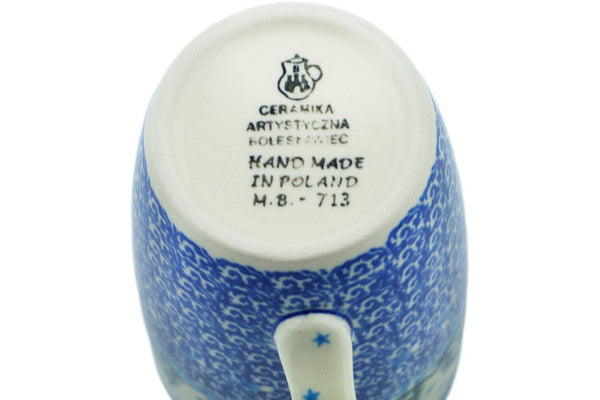 B
CERAMIKA
ARTYSTYCZNA
BOLESŁAWIEC
HAND MADE
IN POLAND
M.B. - 713